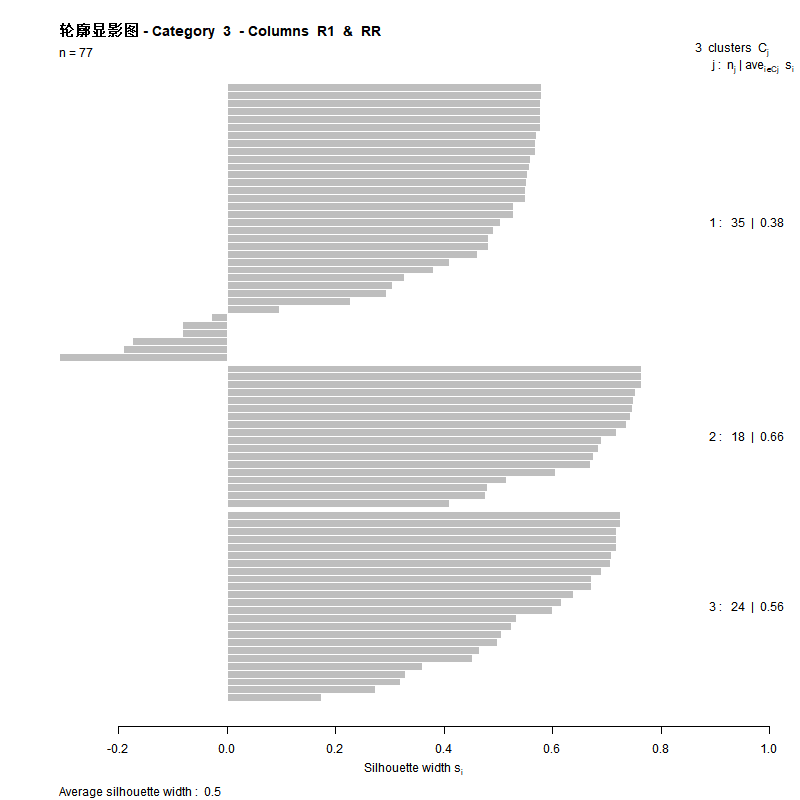 轮廓显影图 - Category 3 - Columns R1 & RR
n = 77
3 clusters Cj
j : nj | avei∈Cj si
1 : 35 | 0.38
2 : 18 | 0.66
3 : 24 | 0.56
-0.2 0.0 0.2 0.4 0.6 0.8 1.0
Silhouette width si
Average silhouette width : 0.5